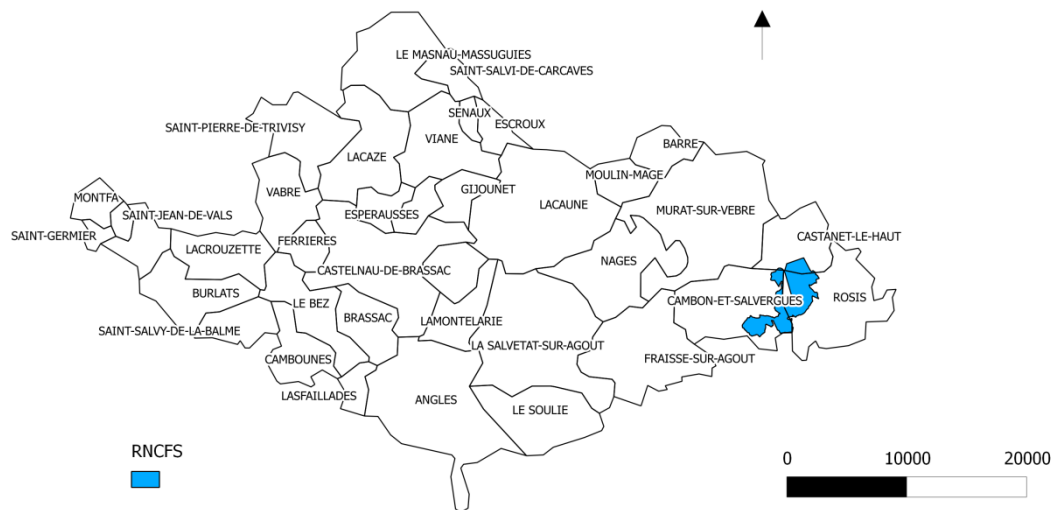 LE MASNAU-MASSUGUIES
SAINT-SALVI-DE-CARCAVES
SENAUX
ESCROUX
SAINT-PIERRE-DE-TRIVISY
VIANE
BARRE
LACAZE
MOULIN-MAGE
VABRE
GIJOUNET
MONTFA
LACAUNE
MURAT-SUR-VEBRE
SAINT-JEAN-DE-VALS
ESPERAUSSES
SAINT-GERMIER
CASTANET-LE-HAUT
LACROUZETTE
FERRIERES
NAGES
CASTELNAU-DE-BRASSAC
BURLATS
ROSIS
LE BEZ
CAMBON-ET-SALVERGUES
BRASSAC
LAMONTELARIE
SAINT-SALVY-DE-LA-BALME
LA SALVETAT-SUR-AGOUT
CAMBOUNES
FRAISSE-SUR-AGOUT
LASFAILLADES
ANGLES
LE SOULIE
RNCFS
0 10000 20000